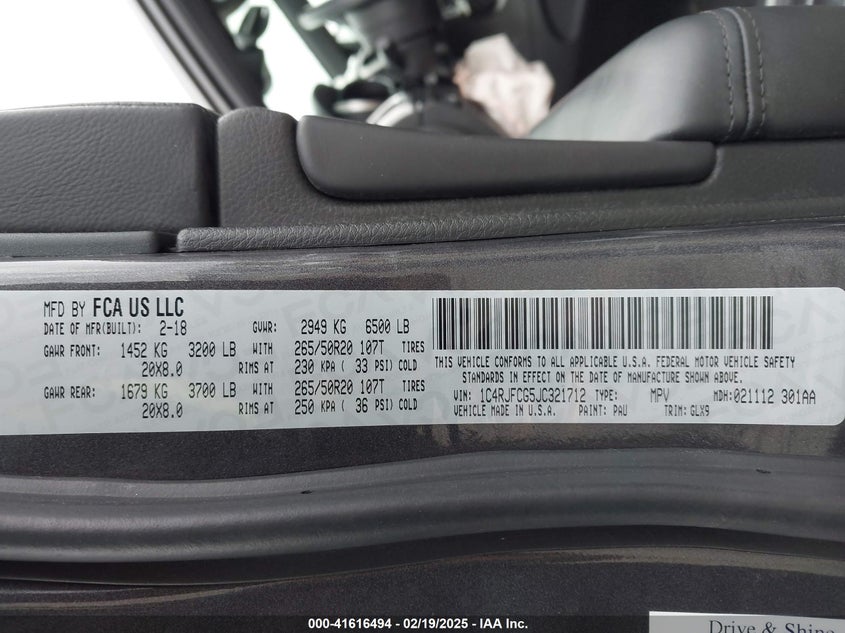 MFD BY FCA US LLC
DATE OF MFR(BUILT): 2-18 GVWR: 2949 KG 6500 LB
GAWR FRONT: 1452 KG 3200 LB WITH 265/50R20 107T TIRES
20X8.0 RIMS AT 230 KPA ( 33 PSI) COLD
GAWR REAR: 1679 KG 3700 LB WITH 265/50R20 107T TIRES
20X8.0 RIMS AT 250 KPA ( 36 PSI) COLD
THIS VEHICLE CONFORMS TO ALL APPLICABLE U.S.A. FEDERAL MOTOR VEHICLE SAFETY
STANDARDS IN EFFECT ON THE DATE OF MANUFACTURE SHOWN ABOVE.
VIN: 1C4RJFCG5JC321712 TYPE: MPV MDH:021112 301AA
VEHICLE MADE IN U.S.A. PAINT: PAU TRIM: GLX9
Drive & Shine
000-41616494 - 02/19/2025 - IAA Inc.